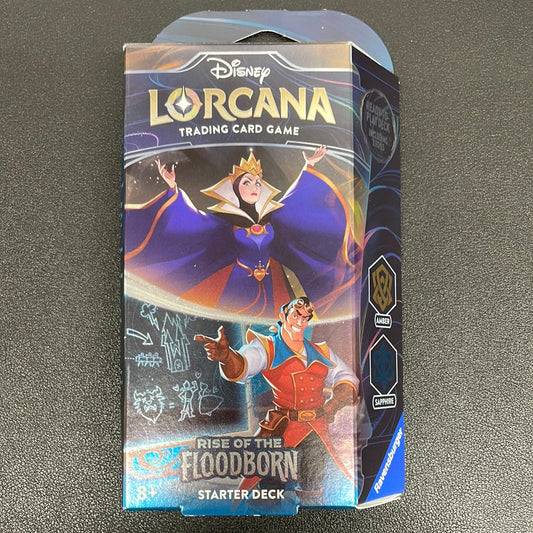 Disney
LORCANA
TRADING CARD GAME
AMBER
SAPPHIRE
RISE OF THE
FLOODBORN
8+
STARTER DECK
Ravensburger